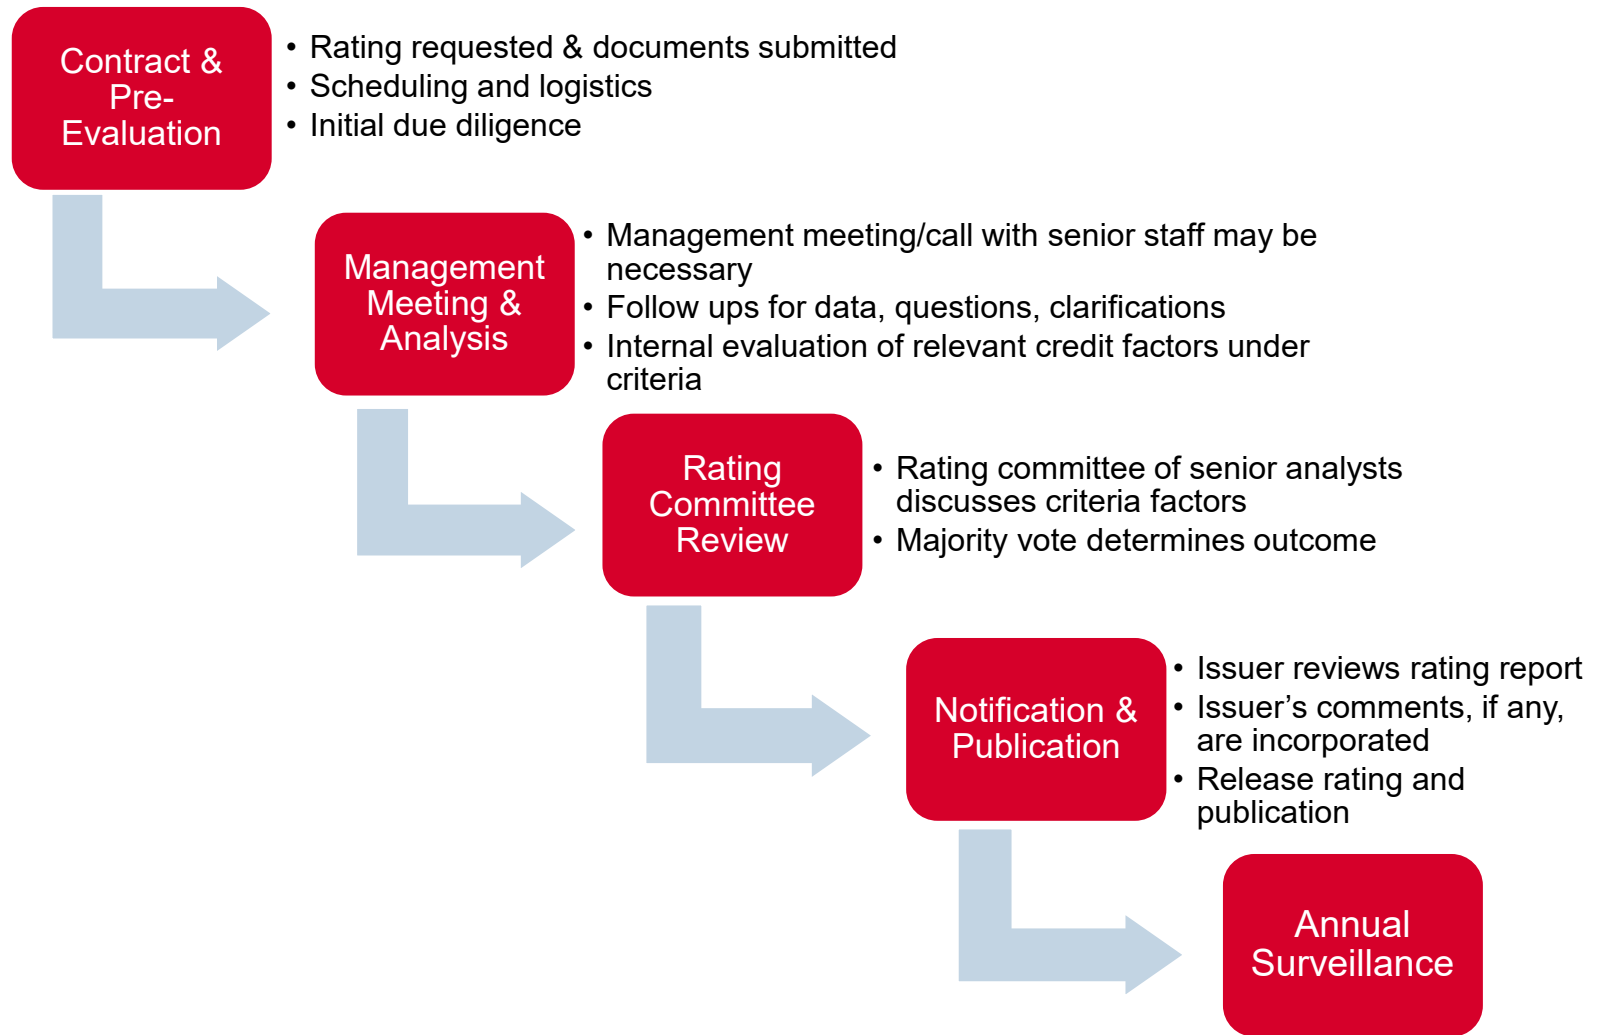 Contract &
Pre-
Evaluation
• Rating requested & documents submitted
• Scheduling and logistics
• Initial due diligence
Management
Meeting &
Analysis
• Management meeting/call with senior staff may be
necessary
• Follow ups for data, questions, clarifications
• Internal evaluation of relevant credit factors under
criteria
Rating
Committee
Review
• Rating committee of senior analysts
discusses criteria factors
• Majority vote determines outcome
Notification &
Publication
• Issuer reviews rating report
• Issuer’s comments, if any,
are incorporated
• Release rating and
publication
Annual
Surveillance